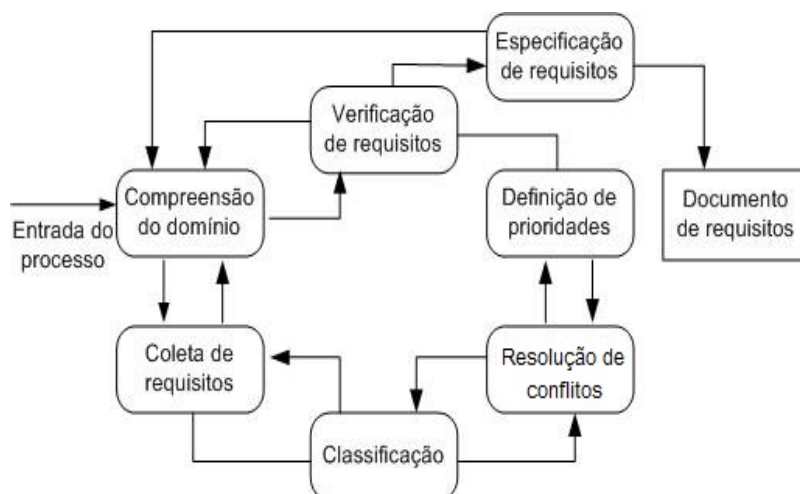 Especificação
de requisitos
Verificação
de requisitos
Compreensão
do domínio
Definição de
prioridades
Documento
de requisitos
Entrada do
processo
Coleta de
requisitos
Resolução de
conflitos
Classificação